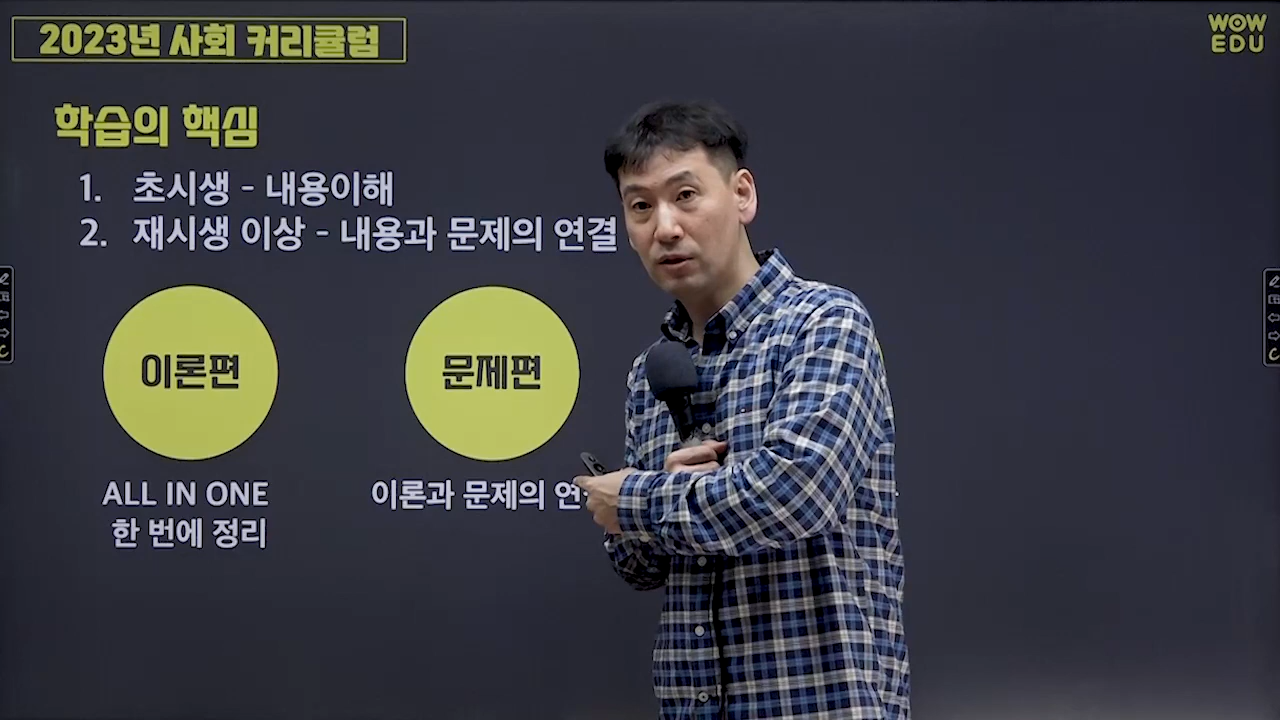 2023년 사회 커리큘럼
WOW
EDU
학습의 핵심
1. 초시생 - 내용이해
2. 재시생 이상 - 내용과 문제의 연결
이론편
문제편
ALL IN ONE
한 번에 정리
이론과 문제의